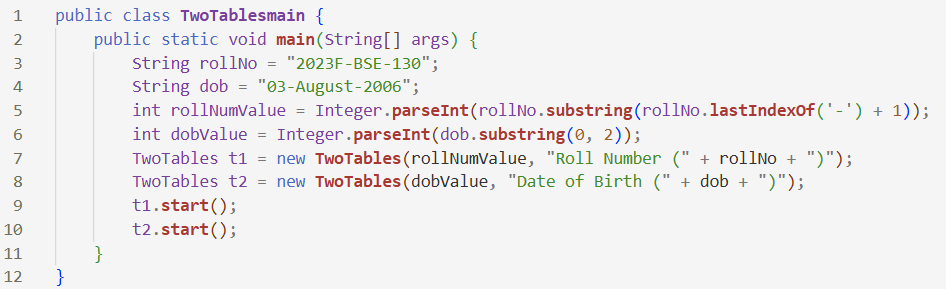 1 public class TwoTablesmain {
2 public static void main(String[] args) {
3 String rollNo = "2023F-BSE-130";
4 String dob = "03-August-2006";
5 int rollNumValue = Integer.parseInt(rollNo.substring(rollNo.lastIndexOf('-') + 1));
6 int dobValue = Integer.parseInt(dob.substring(0, 2));
7 TwoTables t1 = new TwoTables(rollNumValue, "Roll Number (" + rollNo + ")");
8 TwoTables t2 = new TwoTables(dobValue, "Date of Birth (" + dob + ")");
9 t1.start();
10 t2.start();
11 }
12 }